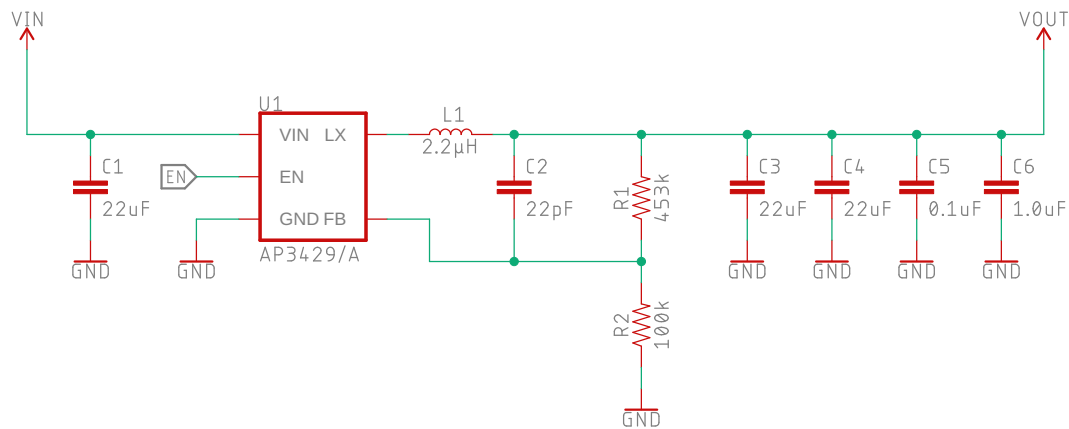 VIN
VOUT
U1
L1
VIN LX
2.2µH
C1
EN
EN
C2
R1
453k
C3
C4
C5
C6
22uF
GND FB
22pF
22uF
22uF
0.1uF
1.0uF
AP3429/A
GND
GND
GND
GND
GND
GND
R2
100k
GND